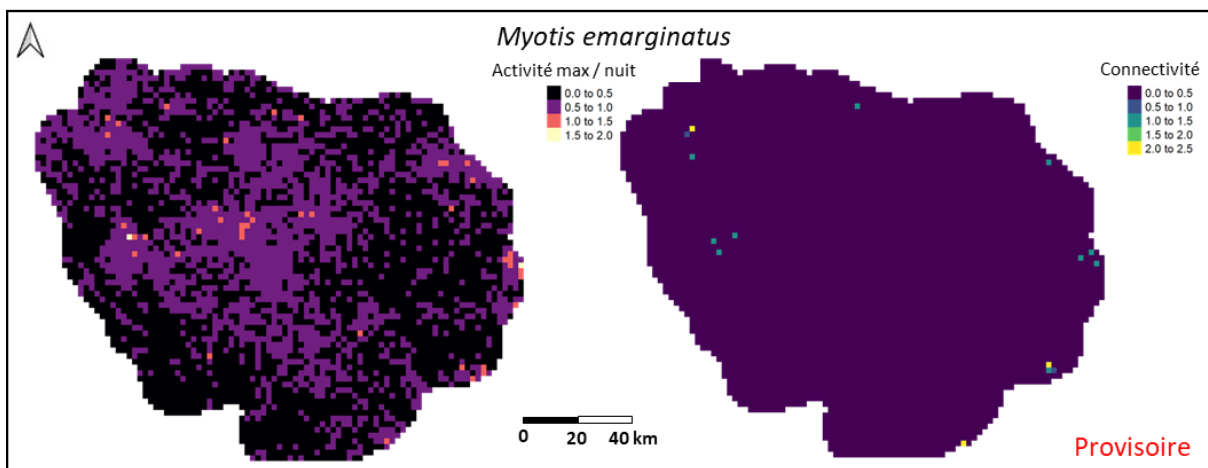 Myotis emarginatus
Activité max / nuit
0.0 to 0.5
0.5 to 1.0
1.0 to 1.5
1.5 to 2.0
Connectivité
0.0 to 0.5
0.5 to 1.0
1.0 to 1.5
1.5 to 2.0
2.0 to 2.5
0 20 40 km
Provisoire